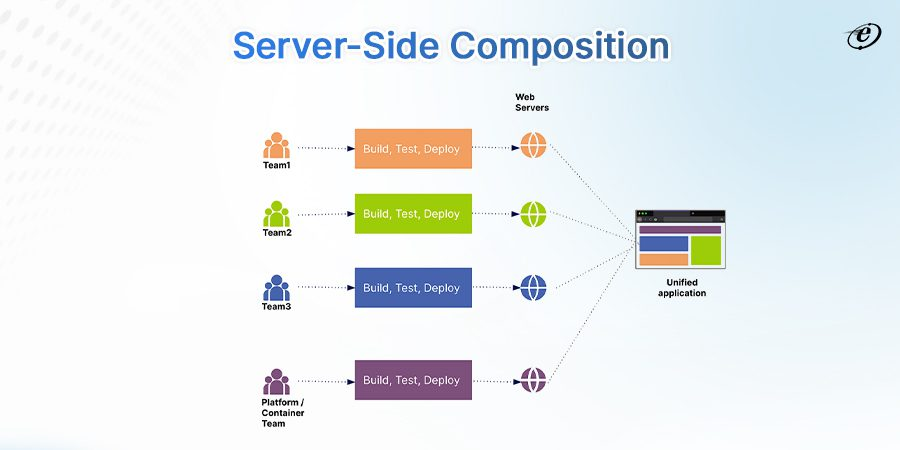 Server-Side Composition
e
Web
Servers
Team1
Build, Test, Deploy
Team2
Build, Test, Deploy
Team3
Build, Test, Deploy
Platform /
Container
Team
Build, Test, Deploy
Unified
application